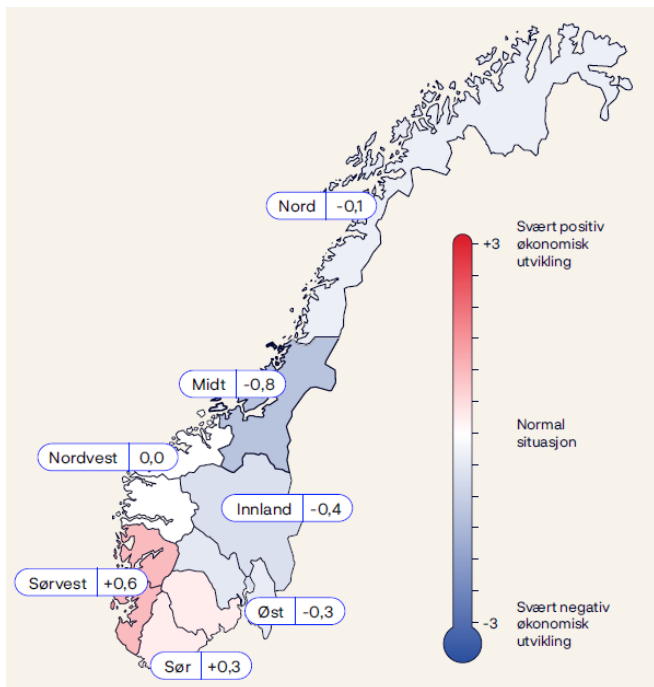 Nord -0,1
Svært positiv
økonomisk
utvikling
+3
Midt -0,8
Normal
situasjon
Nordvest 0,0
Innland -0,4
Sørvest +0,6
Øst -0,3
Svært negativ
økonomisk
utvikling
-3
Sør +0,3